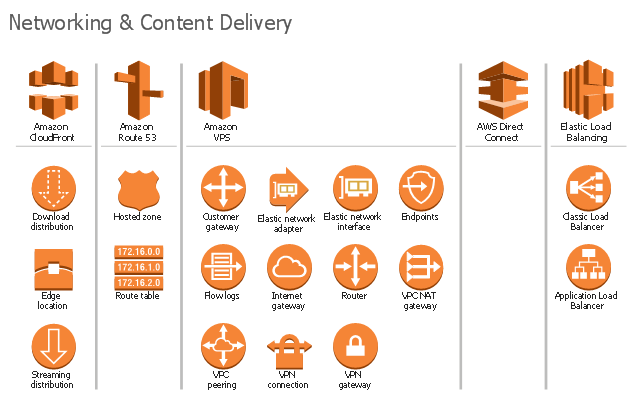 Networking & Content Delivery
Amazon
CloudFront
Amazon
Route 53
Amazon
VPS
AWS Direct
Connect
Elastic Load
Balancing
Download
distribution
Hosted zone
Customer
gateway
Elastic network
adapter
Elastic network
interface
Endpoints
Classic Load
Balancer
Edge
location
172.16.0.0
172.16.1.0
172.16.2.0
Route table
Flow logs
Internet
gateway
Router
VPC NAT
gateway
Application Load
Balancer
Streaming
distribution
VPC
peering
VPN
connection
VPN
gateway